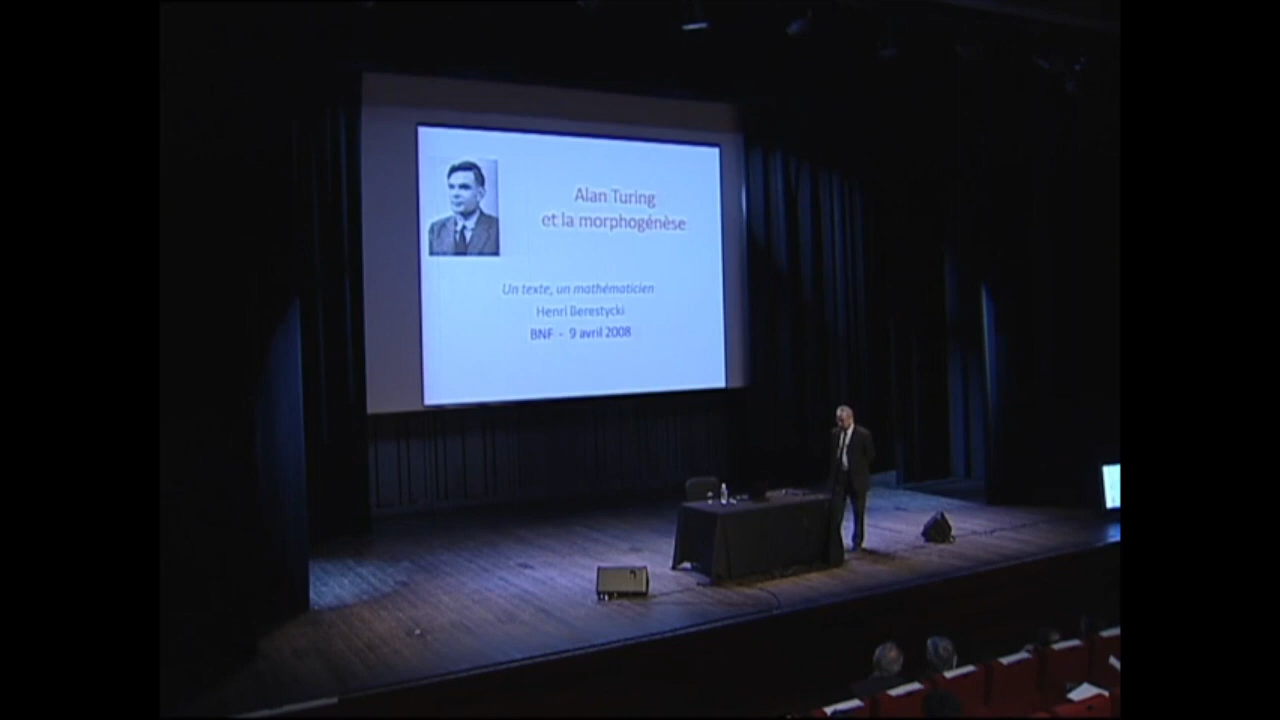 Alan Turing
et la morphogénèse
Un texte, un mathématicien
Henri Berestycki
BNF - 9 avril 2008